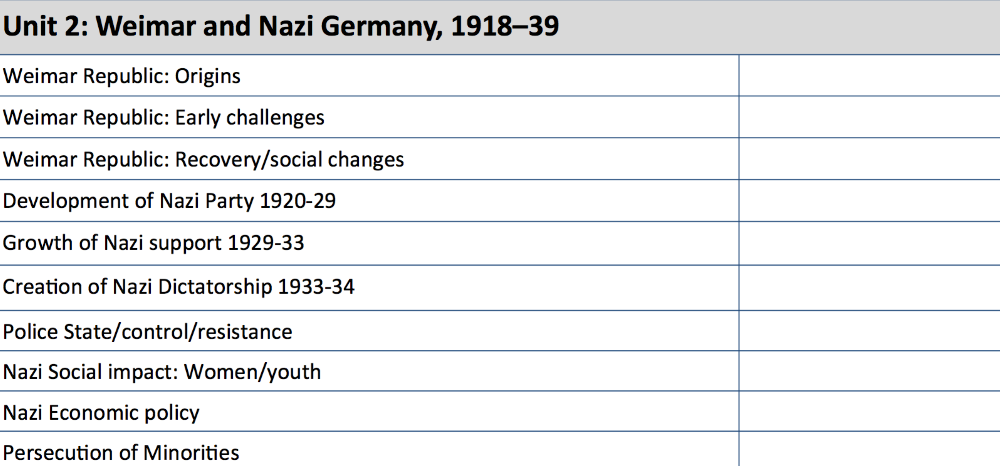 Unit 2: Weimar and Nazi Germany, 1918–39
Weimar Republic: Origins
Weimar Republic: Early challenges
Weimar Republic: Recovery/social changes
Development of Nazi Party 1920-29
Growth of Nazi support 1929-33
Creation of Nazi Dictatorship 1933-34
Police State/control/resistance
Nazi Social impact: Women/youth
Nazi Economic policy
Persecution of Minorities